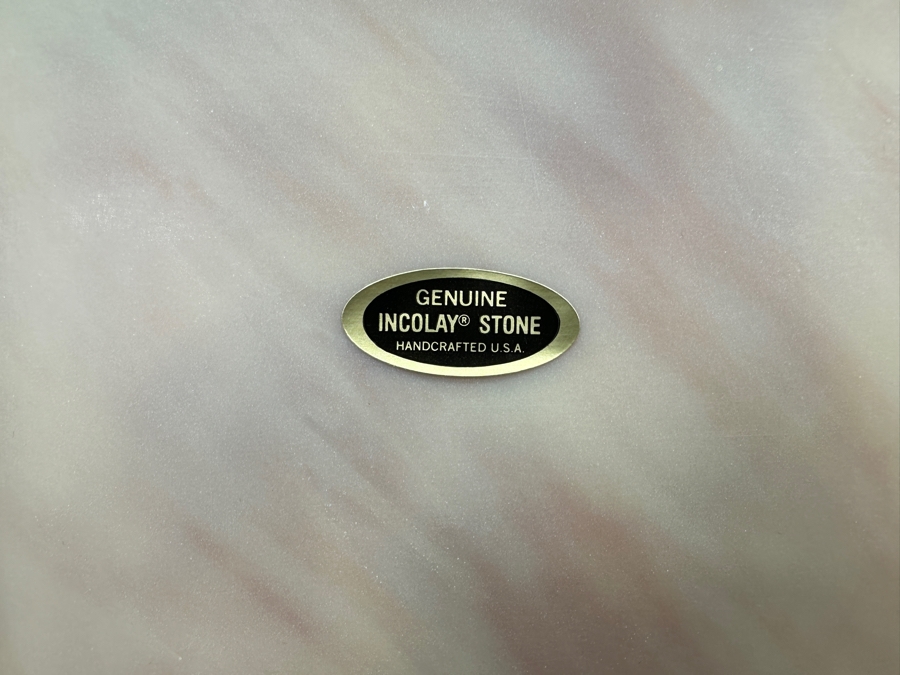 GENUINE
INCOLAY® STONE
HANDCRAFTED U.S.A.